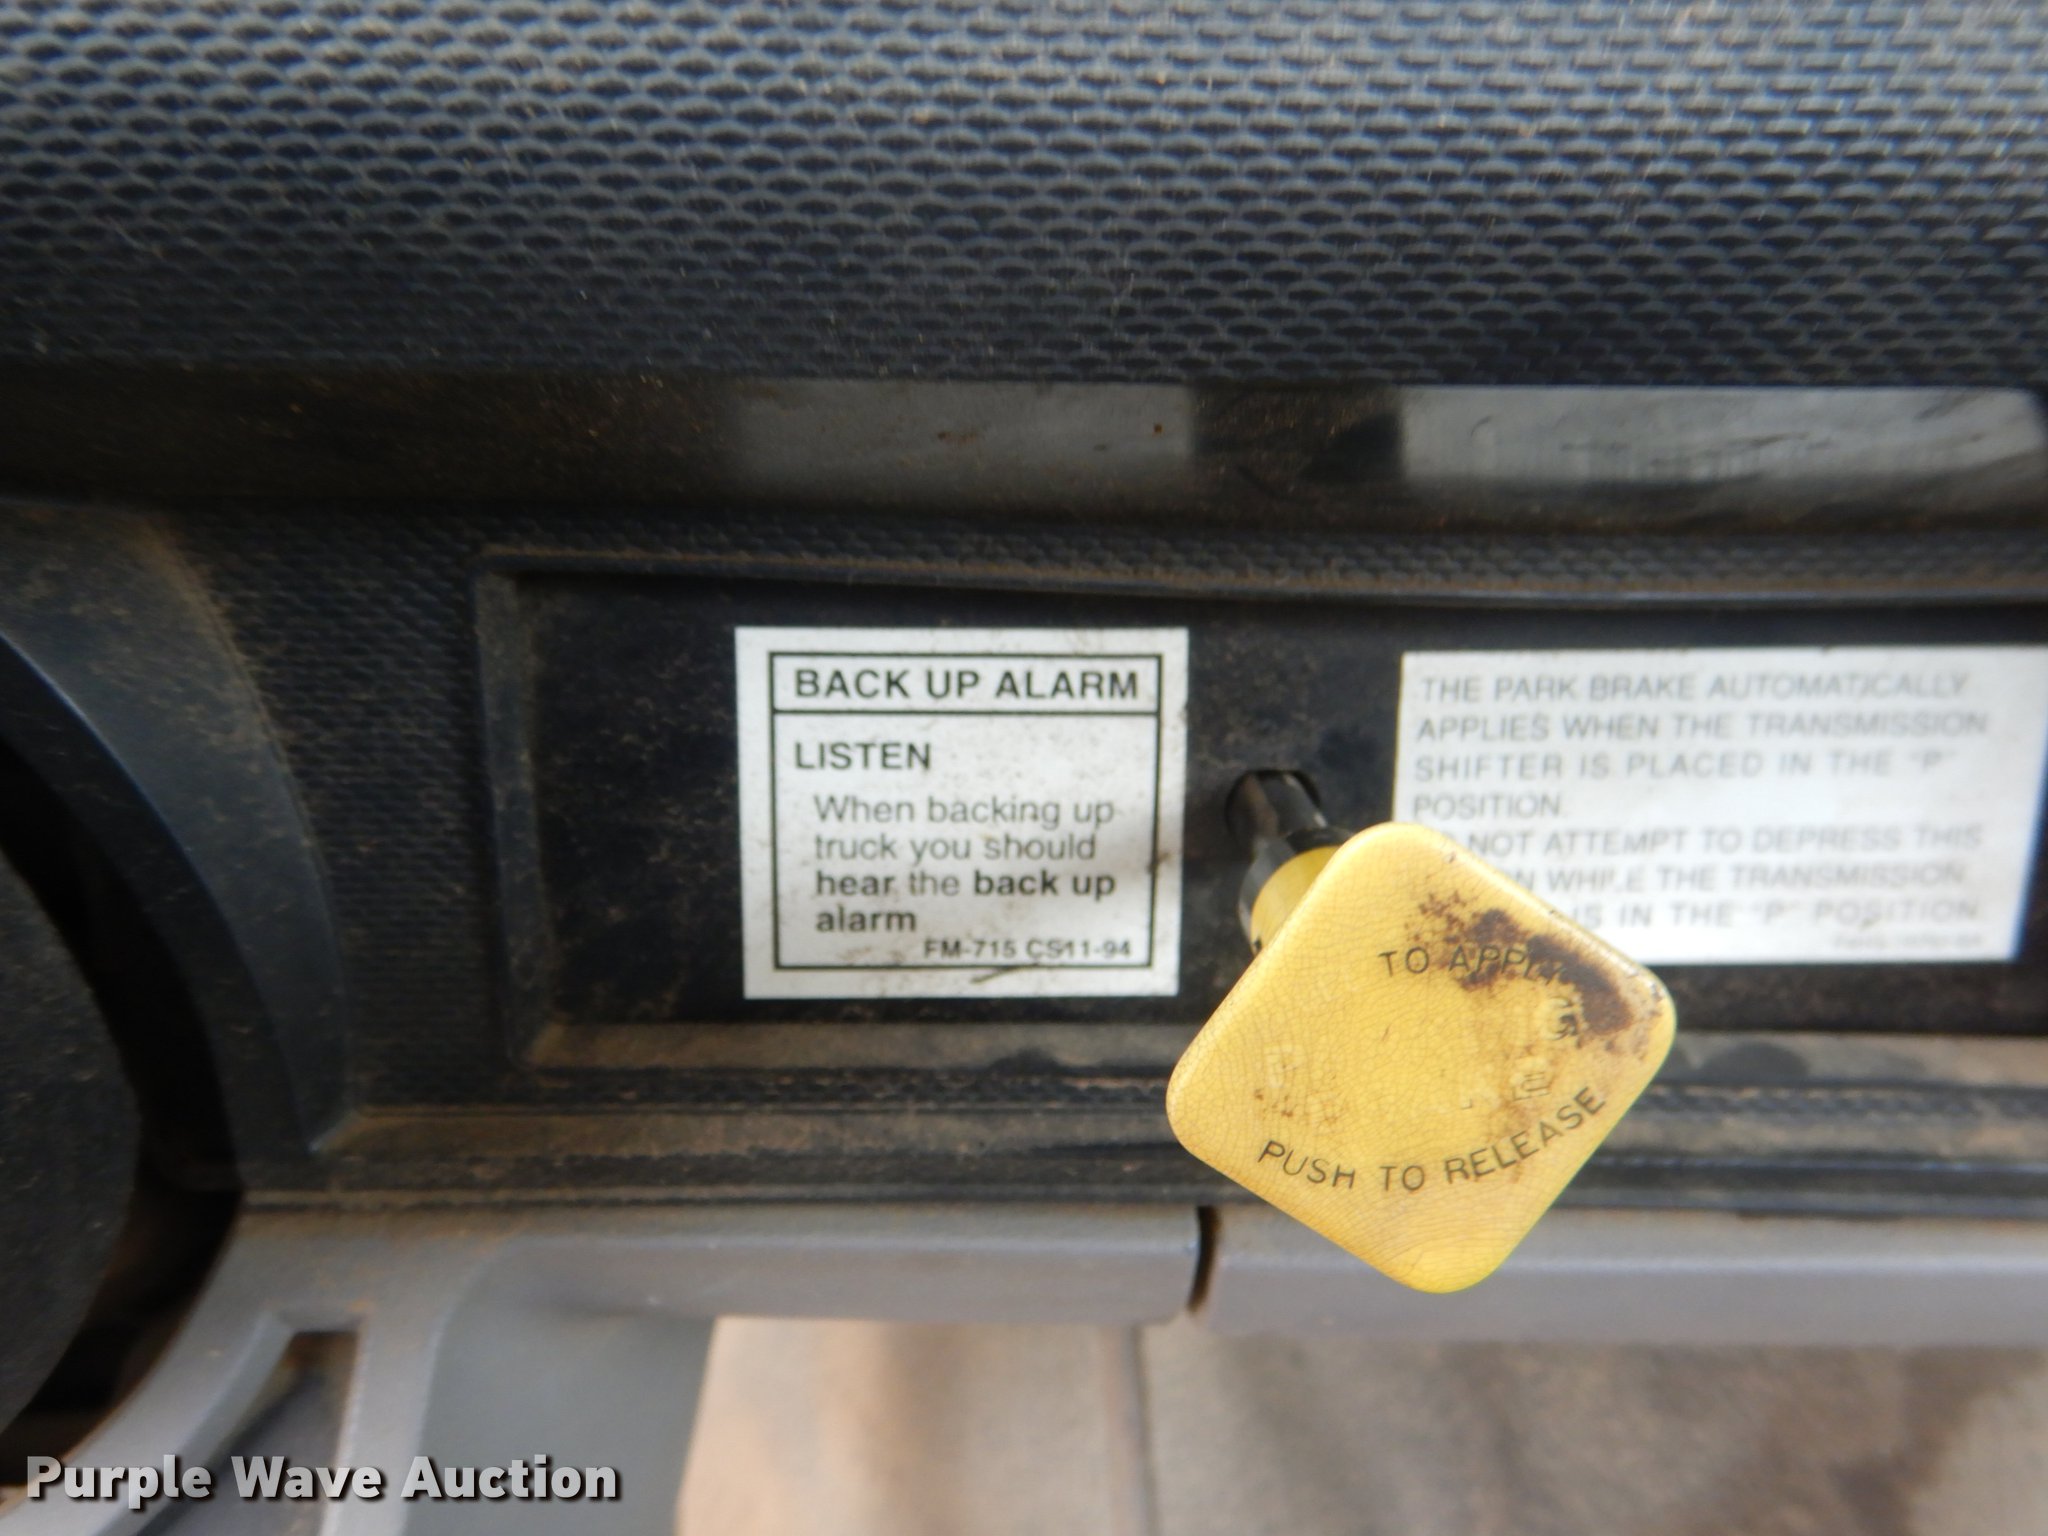 BACK UP ALARM
LISTEN
When backing up
truck you should
hear the back up
alarm
FM-715 CS11-94
THE PARK BRAKE AUTOMATICALLY
APPLIES WHEN THE TRANSMISSION
SHIFTER IS PLACED IN THE "P"
POSITION.
NOT ATTEMPT TO DEPRESS THIS
WHILE THE TRANSMISSION
IS IN THE "P" POSITION
TO APPLY
PUSH TO RELEASE
Purple Wave Auction